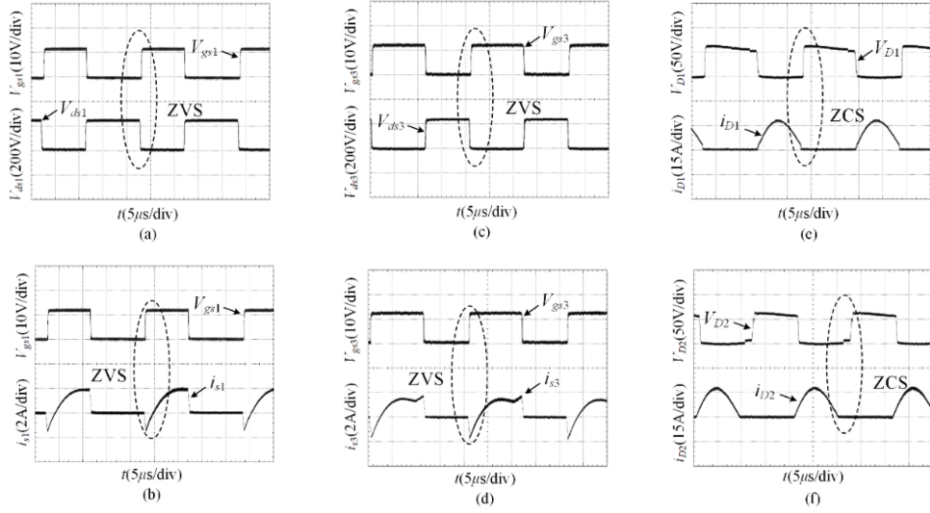 V_gs1(10V/div)
V_gs1
V_ds1(200V/div)
V_ds1
ZVS
t(5μs/div)
(a)
V_gs3(10V/div)
V_gs3
V_ds3(200V/div)
V_ds3
ZVS
t(5μs/div)
(c)
V_D1(50V/div)
V_D1
i_D1(15A/div)
i_D1
ZCS
t(5μs/div)
(e)
V_gs1(10V/div)
V_gs1
i_s1(2A/div)
ZVS
i_s1
t(5μs/div)
(b)
V_gs3(10V/div)
V_gs3
i_s3(2A/div)
ZVS
i_s3
t(5μs/div)
(d)
V_D2(50V/div)
V_D2
i_D2(15A/div)
i_D2
ZCS
t(5μs/div)
(f)